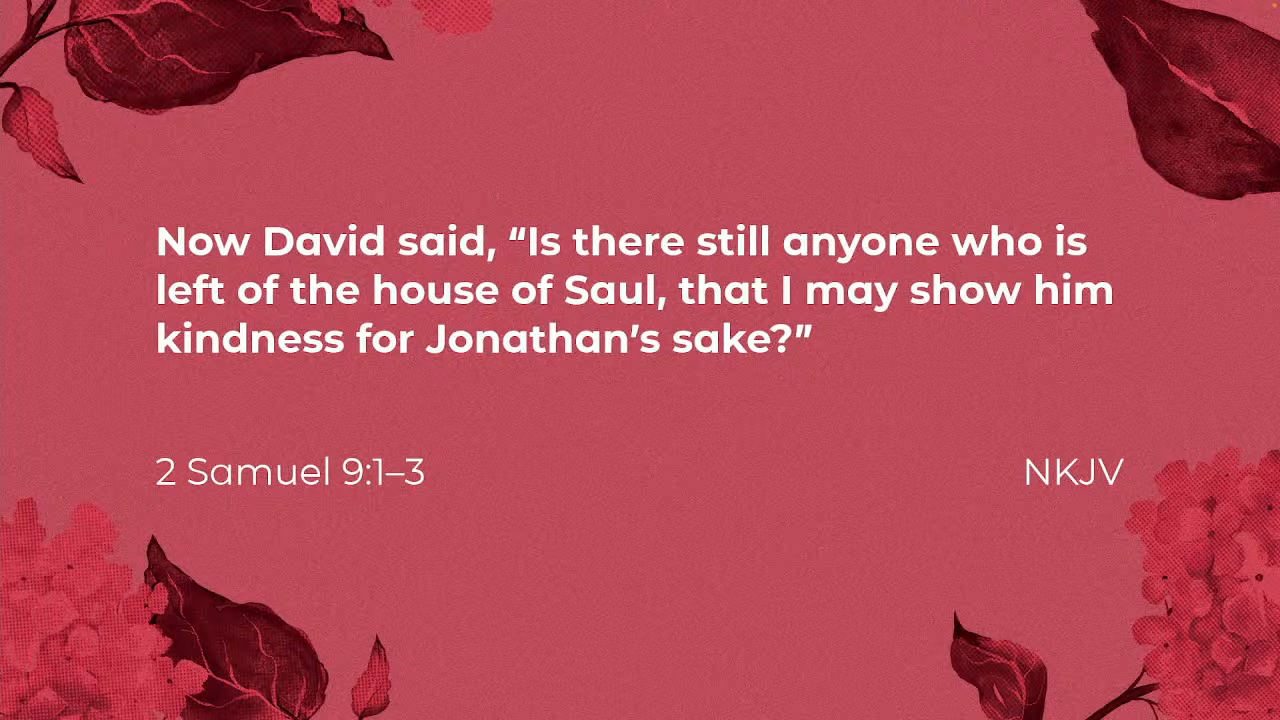 Now David said, “Is there still anyone who is
left of the house of Saul, that I may show him
kindness for Jonathan’s sake?”
2 Samuel 9:1–3
NKJV